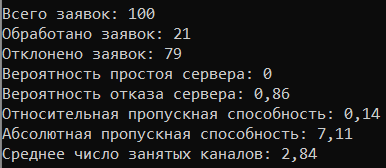 Всего заявок: 100
Обработано заявок: 21
Отклонено заявок: 79
Вероятность простоя сервера: 0
Вероятность отказа сервера: 0,86
Относительная пропускная способность: 0,14
Абсолютная пропускная способность: 7,11
Среднее число занятых каналов: 2,84